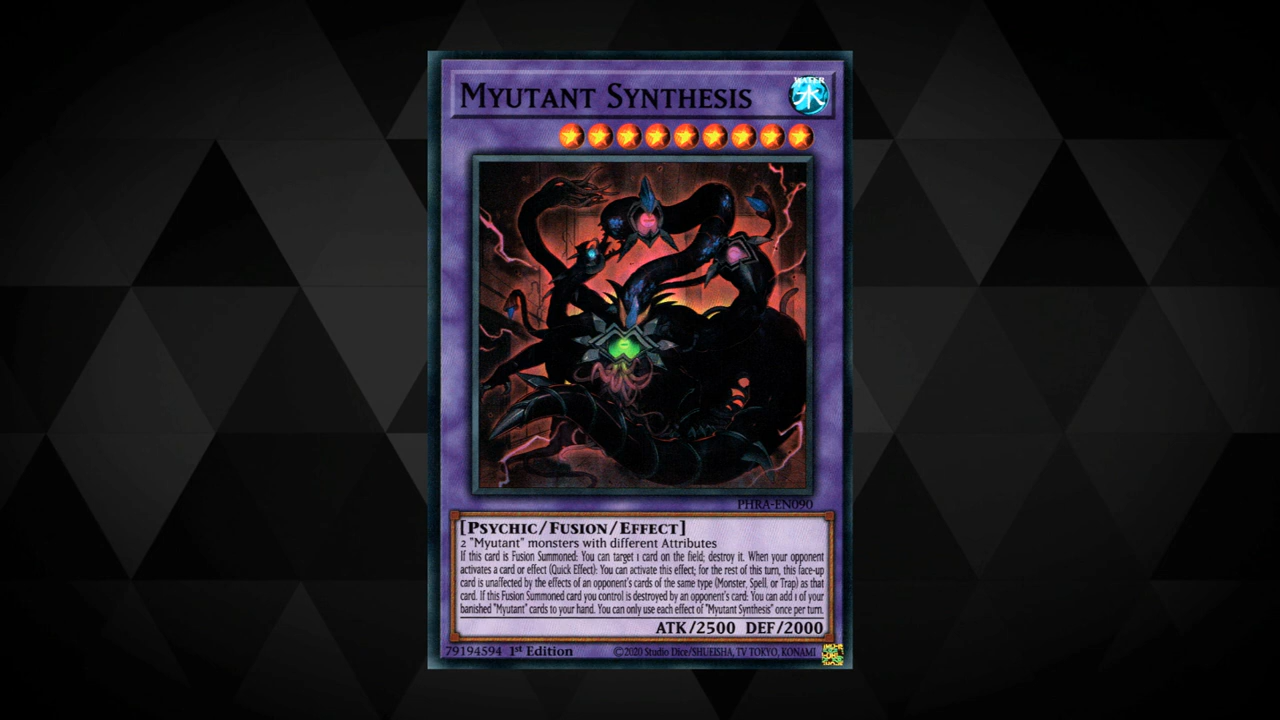 MYUTANT SYNTHESIS
WATER
水
PHRA-EN090
[PSYCHIC/FUSION/EFFECT]
2 "Myutant" monsters with different Attributes
If this card is Fusion Summoned: You can target 1 card on the field; destroy it. When your opponent
activates a card or effect (Quick Effect): You can activate this effect; for the rest of this turn, this face-up
card is unaffected by the effects of an opponent's cards of the same type (Monster, Spell, or Trap) as that
card. If this Fusion Summoned card you control is destroyed by an opponent's card: You can add 1 of your
banished "Myutant" cards to your hand. You can only use each effect of "Myutant Synthesis" once per turn.
ATK/2500 DEF/2000
79194594 1st Edition
©2020 Studio Dice/SHUEISHA, TV TOKYO, KONAMI